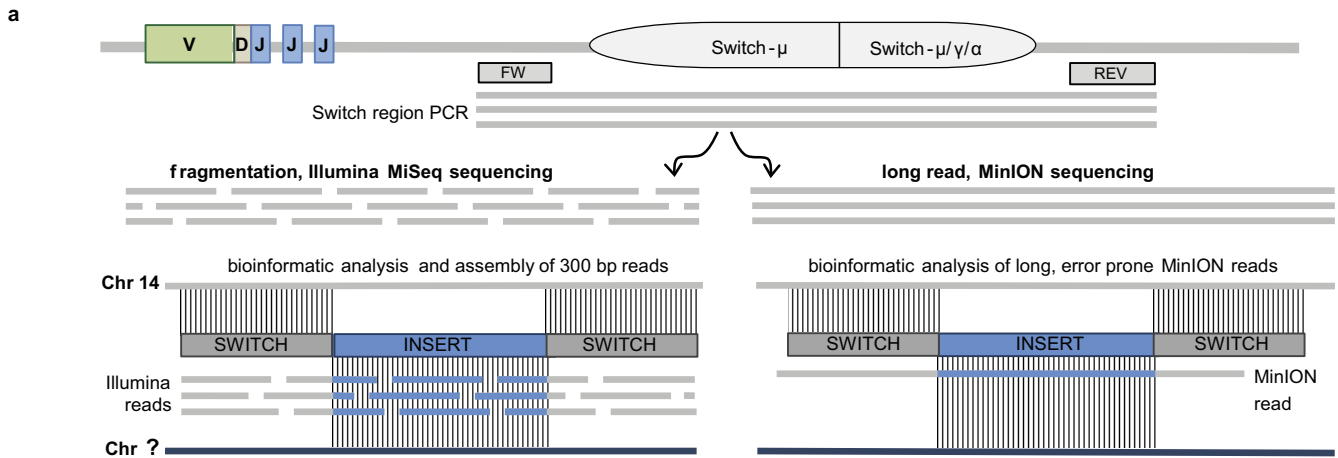 a
V D J J J
Switch-μ
Switch-μ/γ/α
FW
REV
Switch region PCR
fragmentation, Illumina MiSeq sequencing
long read, MinION sequencing
bioinformatic analysis and assembly of 300 bp reads
bioinformatic analysis of long, error prone MinION reads
Chr 14
SWITCH INSERT SWITCH
SWITCH INSERT SWITCH
Illumina
reads
MinION
read
Chr ?